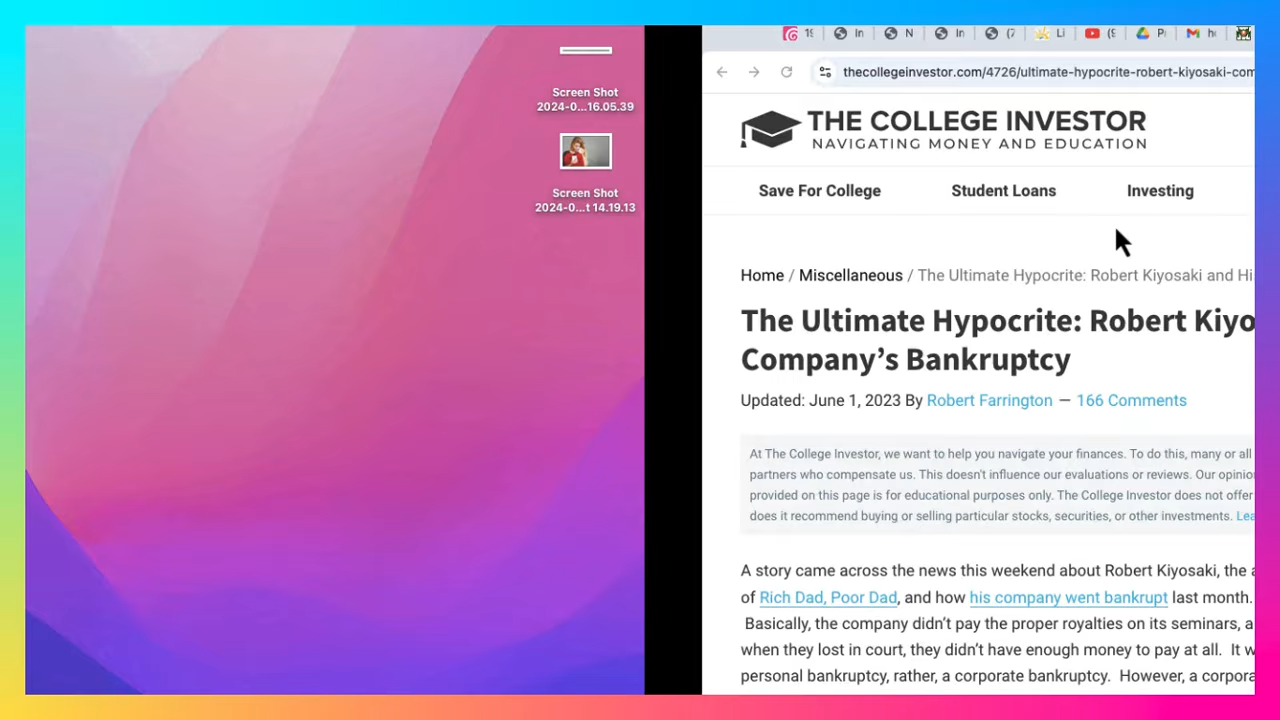 Screen Shot
2024-0...16.05.39
Screen Shot
2024-0...t 14.19.13
19
In
N
In
(7
Li
(9
thecollegeinvestor.com/4726/ultimate-hypocrite-robert-kiyosaki-com
THE COLLEGE INVESTOR
NAVIGATING MONEY AND EDUCATION
Save For College Student Loans Investing
Home / Miscellaneous / The Ultimate Hypocrite: Robert Kiyosaki and Hi
The Ultimate Hypocrite: Robert Kiyo
Company's Bankruptcy
Updated: June 1, 2023 By Robert Farrington — 166 Comments
At The College Investor, we want to help you navigate your finances. To do this, many or all
partners who compensate us. This doesn't influence our evaluations or reviews. Our opinio
provided on this page is for educational purposes only. The College Investor does not offer
does it recommend buying or selling particular stocks, securities, or other investments. Lea
A story came across the news this weekend about Robert Kiyosaki, the a
of Rich Dad, Poor Dad, and how his company went bankrupt last month.
Basically, the company didn't pay the proper royalties on its seminars, a
when they lost in court, they didn't have enough money to pay at all. It w
personal bankruptcy, rather, a corporate bankruptcy. However, a corpora